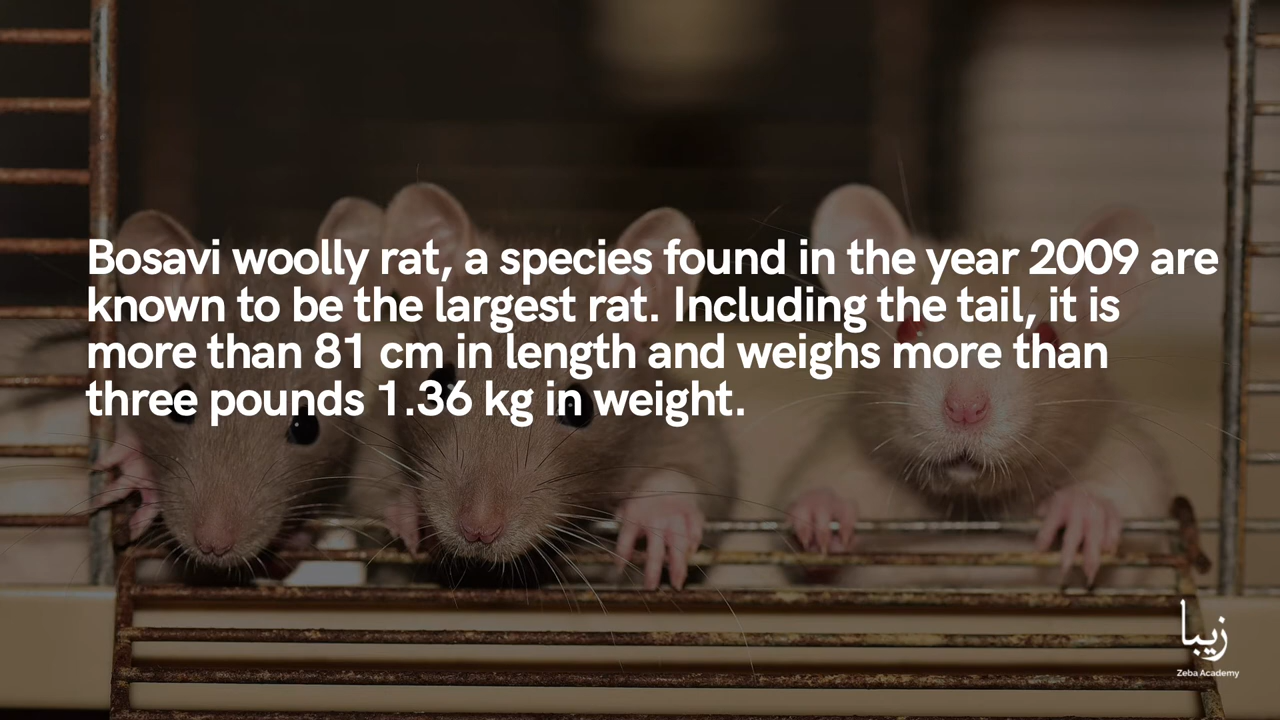 Bosavi woolly rat, a species found in the year 2009 are
known to be the largest rat. Including the tail, it is
more than 81 cm in length and weighs more than
three pounds 1.36 kg in weight.
زیبا
Zeba Academy